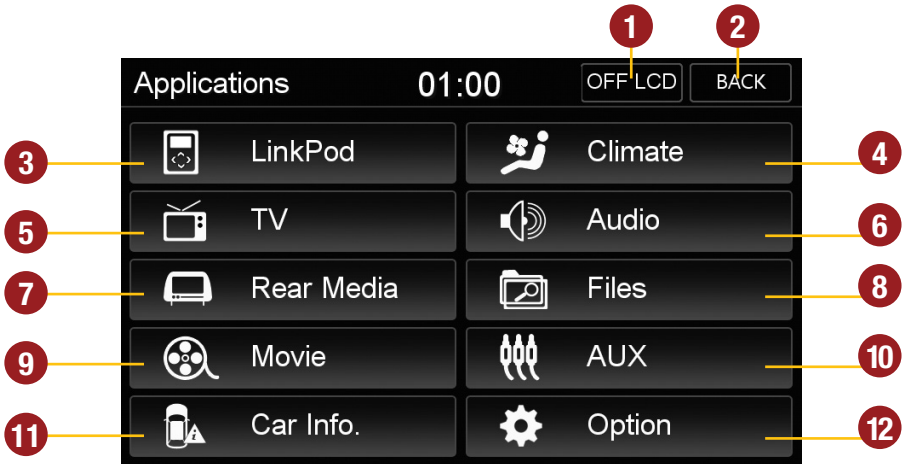 1 2
Applications 01:00 OFF LCD BACK
3 LinkPod Climate 4
5 TV Audio 6
7 Rear Media Files 8
9 Movie AUX 10
11 Car Info. Option 12